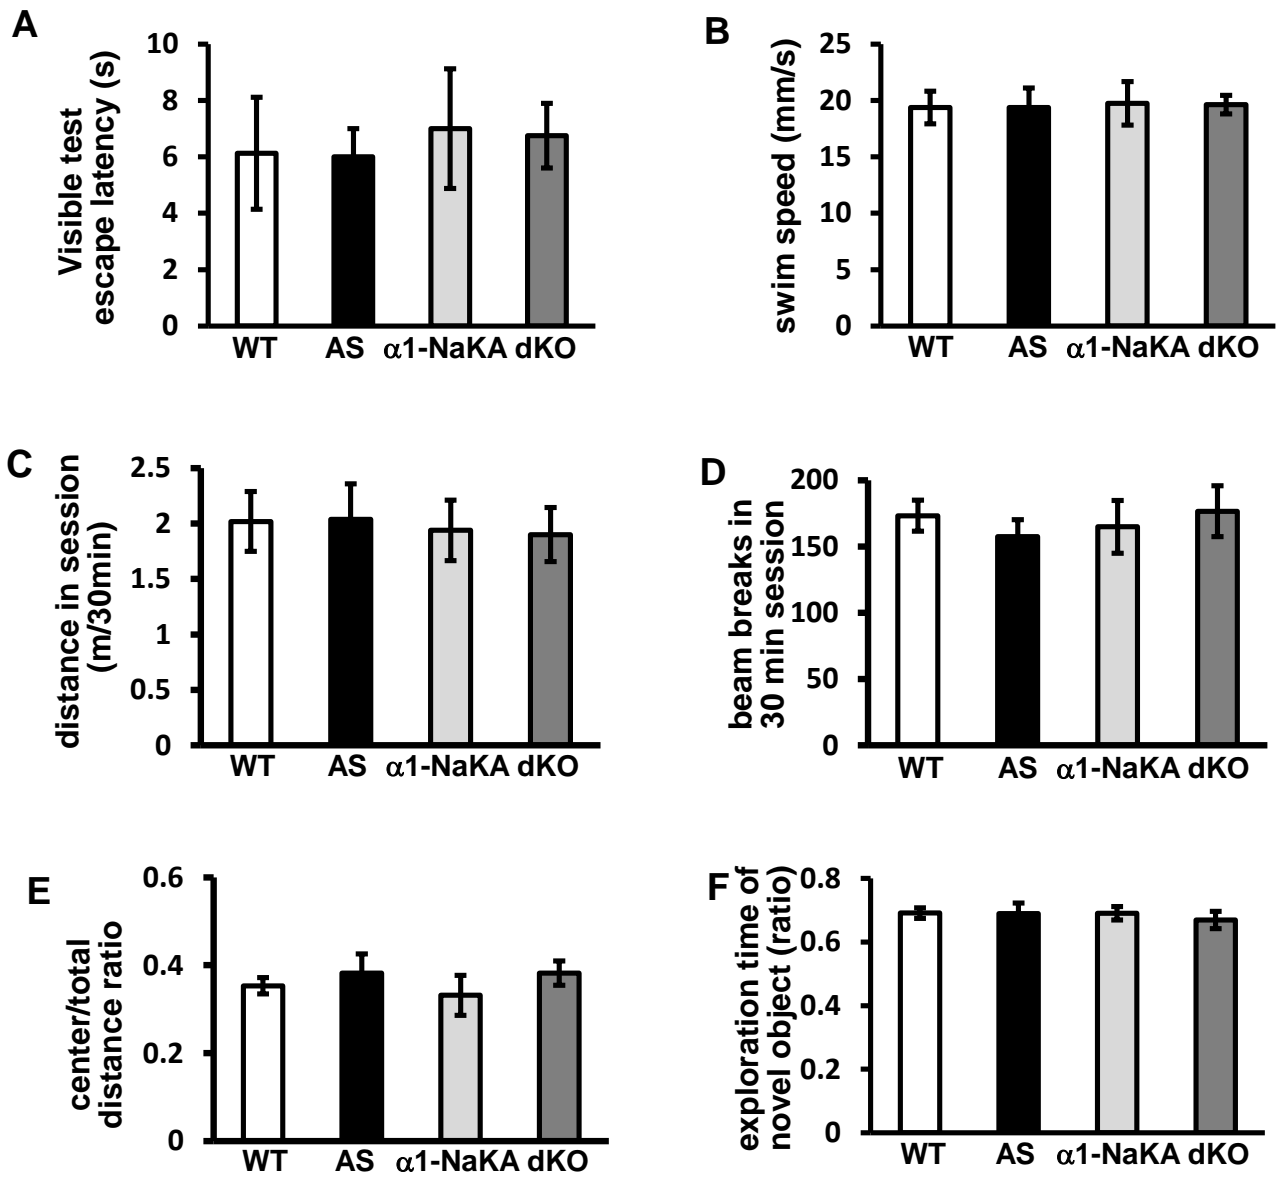 A
Visible test
escape latency (s)
10
8
6
4
2
0
WT AS α1-NaKA dKO
B
swim speed (mm/s)
25
20
15
10
5
0
WT AS α1-NaKA dKO
C
distance in session
(m/30min)
2.5
2
1.5
1
0.5
0
WT AS α1-NaKA dKO
D
beam breaks in
30 min session
200
150
100
50
0
WT AS α1-NaKA dKO
E
center/total
distance ratio
0.6
0.4
0.2
0
WT AS α1-NaKA dKO
F
exploration time of
novel object (ratio)
0.8
0.6
0.4
0.2
0
WT AS α1-NaKA dKO